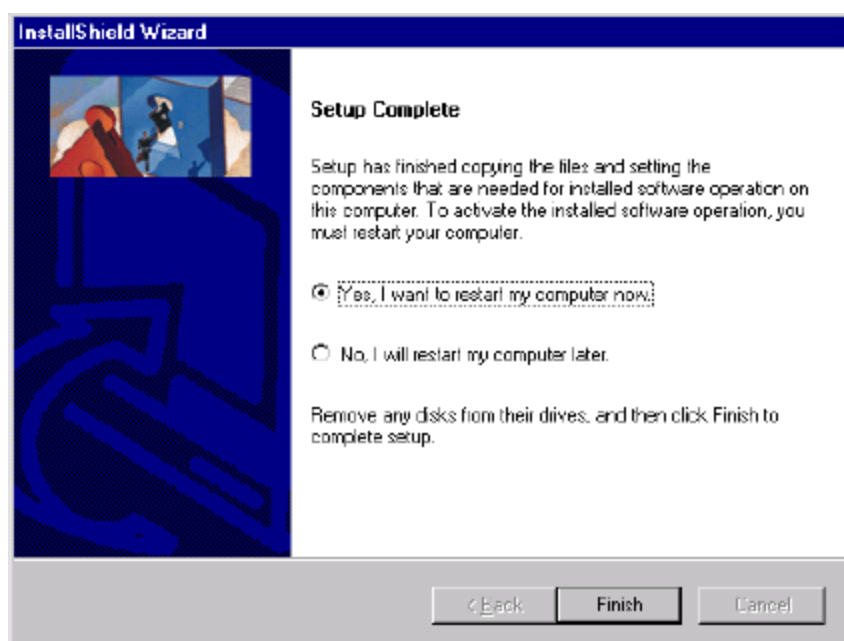 InstallShield Wizard
Setup Complete
Setup has finished copying the files and setting the
components that are needed for installed software operation on
this computer. To activate the installed software operation, you
must restart your computer.
Yes, I want to restart my computer now.
No, I will restart my computer later.
Remove any disks from their drives, and then click Finish to
complete setup.
< Back
Finish
Cancel